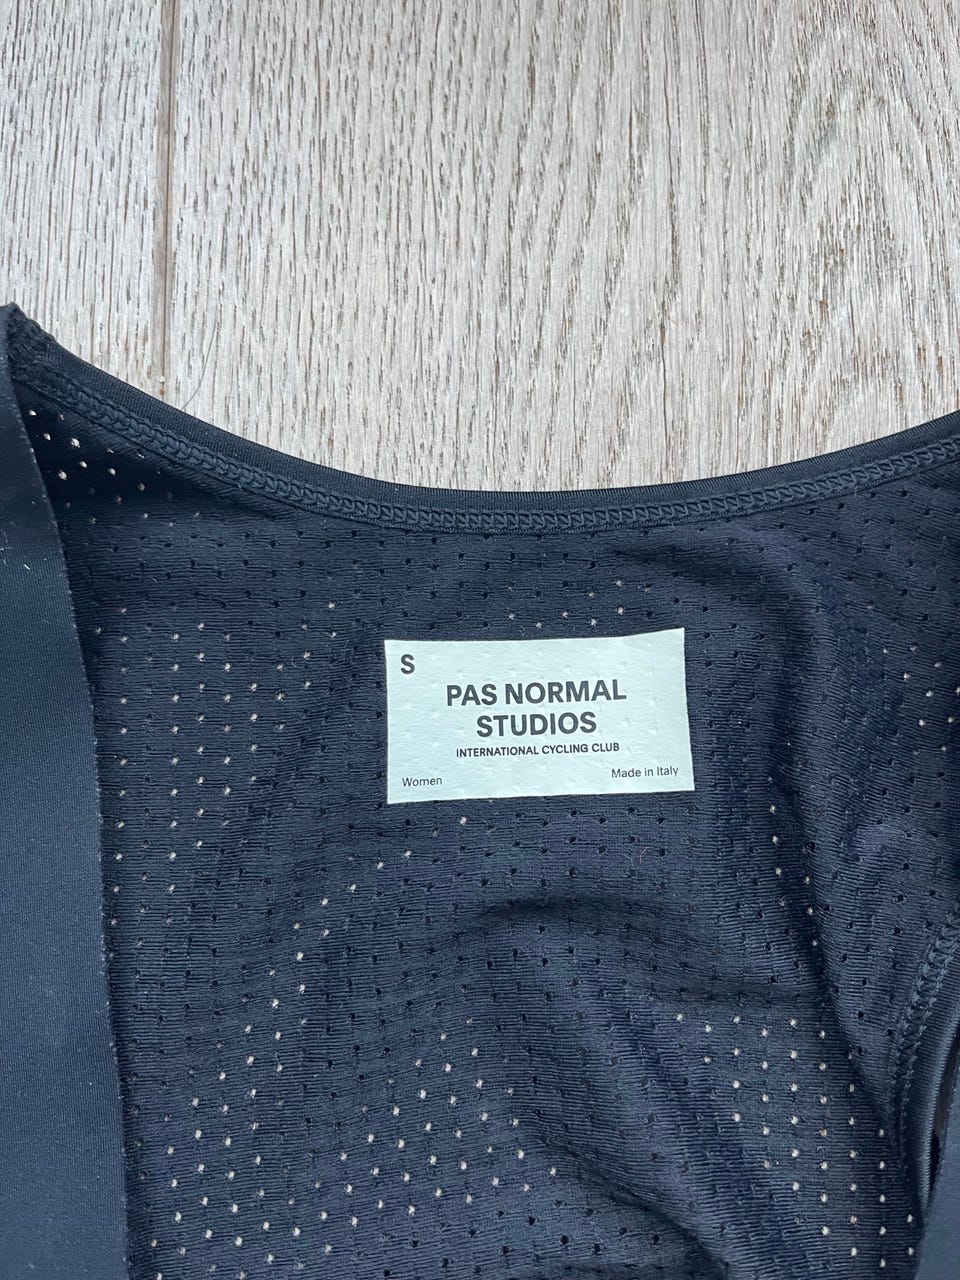 S
PAS NORMAL
STUDIOS
INTERNATIONAL CYCLING CLUB
Women
Made in Italy